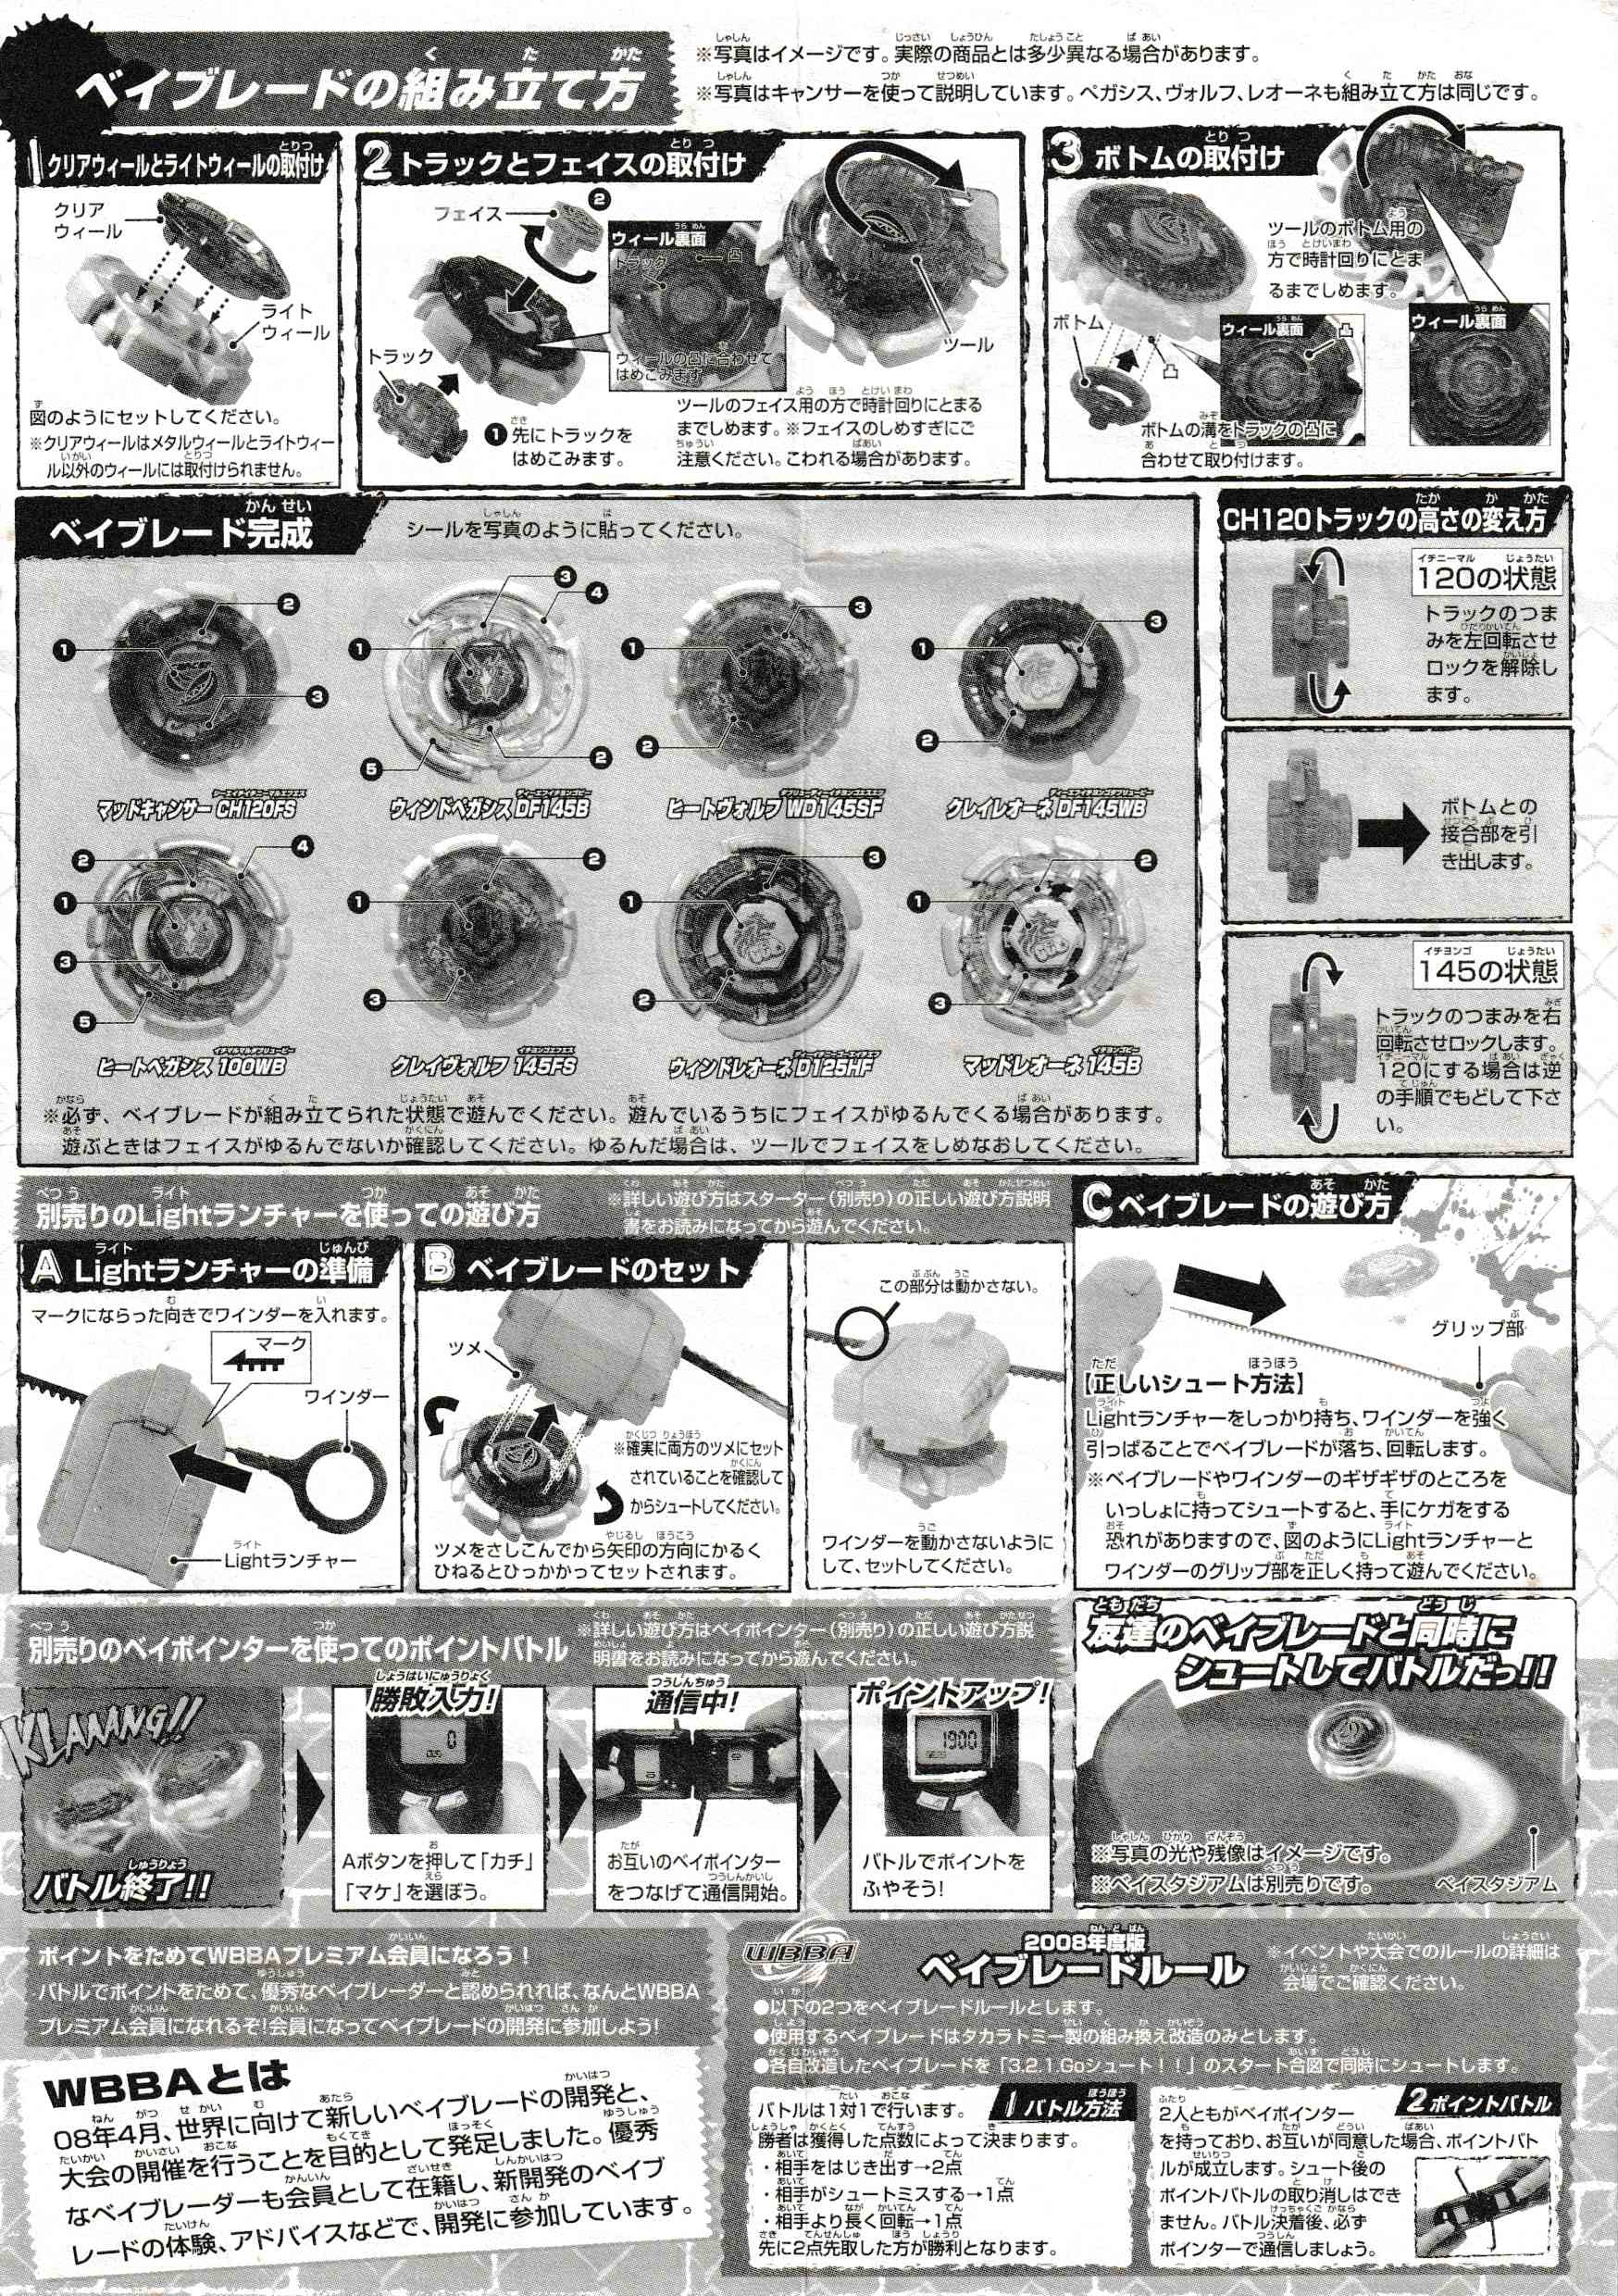 ベイブレードの組み立て方
※写真はイメージです。実際の商品とは多少異なる場合があります。
※写真はキャンサーを使って説明しています。ペガシス、ヴォルフ、レオーネも組み立て方は同じです。
1 クリアウィールとライトウィールの取付け
クリア
ウィール
ライト
ウィール
図のようにセットしてください。
※クリアウィールはメタルウィールとライトウィー
ル以外のウィールには取付けられません。
2 トラックとフェイスの取付け
フェイス
❷
ウィール裏面
トラック
凸
ウィールの凸に合わせて
はめこみます
トラック
ツール
❶先にトラックを
はめこみます。
ツールのフェイス用の方で時計回りにとまる
までしめます。※フェイスのしめすぎにご
注意ください。こわれる場合があります。
3 ボトムの取付け
ツールのボトム用の
方で時計回りにとま
るまでしめます。
ボトム
凸
ウィール裏面
凸
ウィール裏面
ボトムの溝をトラックの凸に
合わせて取り付けます。
ベイブレード完成
シールを写真のように貼ってください。
❶
❷
❸
マッドキャンサー CH120FS
❶
❸
❹
❷
❺
ウィンドペガシス DF145B
❶
❸
❷
ヒートヴォルフ WD145SF
❶
❸
❷
クレイレオーネ DF145WB
❷
❹
❶
❸
❺
ヒートペガシス 100WB
❶
❷
❸
クレイヴォルフ 145FS
❶
❸
❷
ウィンドレオーネ D125HF
❶
❷
❸
マッドレオーネ 145B
※必ず、ベイブレードが組み立てられた状態で遊んでください。遊んでいるうちにフェイスがゆるんでくる場合があります。
遊ぶときはフェイスがゆるんでないか確認してください。ゆるんだ場合は、ツールでフェイスをしめなおしてください。
CH120トラックの高さの変え方
120の状態
トラックのつま
みを左回転させ
ロックを解除し
ます。
ボトムとの
接合部を引
き出します。
145の状態
トラックのつまみを右
回転させロックします。
120にする場合は逆
の手順でもどして下さ
い。
別売りのLightランチャーを使っての遊び方
※詳しい遊び方はスターター(別売り)の正しい遊び方説明
書をお読みになってから遊んでください。
A Lightランチャーの準備
マークにならった向きでワインダーを入れます。
マーク
ワインダー
Lightランチャー
B ベイブレードのセット
ツメ
※確実に両方のツメにセット
されていることを確認して
からシュートしてください。
ツメをさしこんでから矢印の方向にかるく
ひねるとひっかかってセットされます。
この部分は動かさない。
ワインダーを動かさないように
して、セットしてください。
C ベイブレードの遊び方
グリップ部
【正しいシュート方法】
Lightランチャーをしっかり持ち、ワインダーを強く
引っぱることでベイブレードが落ち、回転します。
※ベイブレードやワインダーのギザギザのところを
いっしょに持ってシュートすると、手にケガをする
恐れがありますので、図のようにLightランチャーと
ワインダーのグリップ部を正しく持って遊んでください。
別売りのベイポインターを使ってのポイントバトル
※詳しい遊び方はベイポインター(別売り)の正しい遊び方説
明書をお読みになってから遊んでください。
KLAAANG!!
バトル終了!!
勝敗入力!
0
Aボタンを押して「カチ」
「マケ」を選ぼう。
通信中!
お互いのベイポインター
をつなげて通信開始。
ポイントアップ!
1900
バトルでポイントを
ふやそう!
友達のベイブレードと同時に
シュートしてバトルだっ!!
※写真の光や残像はイメージです。
※ベイスタジアムは別売りです。
ベイスタジアム
ポイントをためてWBBAプレミアム会員になろう!
バトルでポイントをためて、優秀なベイブレーダーと認められれば、なんとWBBA
プレミアム会員になれるぞ!会員になってベイブレードの開発に参加しよう!
WBBAとは
08年4月、世界に向けて新しいベイブレードの開発と、
大会の開催を行うことを目的として発足しました。優秀
なベイブレーダーも会員として在籍し、新開発のベイブ
レードの体験、アドバイスなどで、開発に参加しています。
WBBA
2008年度版
ベイブレードルール
※イベントや大会でのルールの詳細は
会場でご確認ください。
●以下の2つをベイブレードルールとします。
●使用するベイブレードはタカラトミー製の組み換え改造のみとします。
●各自改造したベイブレードを「3.2.1.Goシュート!!」のスタート合図で同時にシュートします。
1 バトル方法
バトルは1対1で行います。
勝者は獲得した点数によって決まります。
・相手をはじき出す→2点
・相手がシュートミスする→1点
・相手より長く回転→1点
先に2点先取した方が勝利となります。
2 ポイントバトル
2人ともがベイポインター
を持っており、お互いが同意した場合、ポイントバト
ルが成立します。シュート後の
ポイントバトルの取り消しはでき
ません。バトル決着後、必ず
ポインターで通信しましょう。